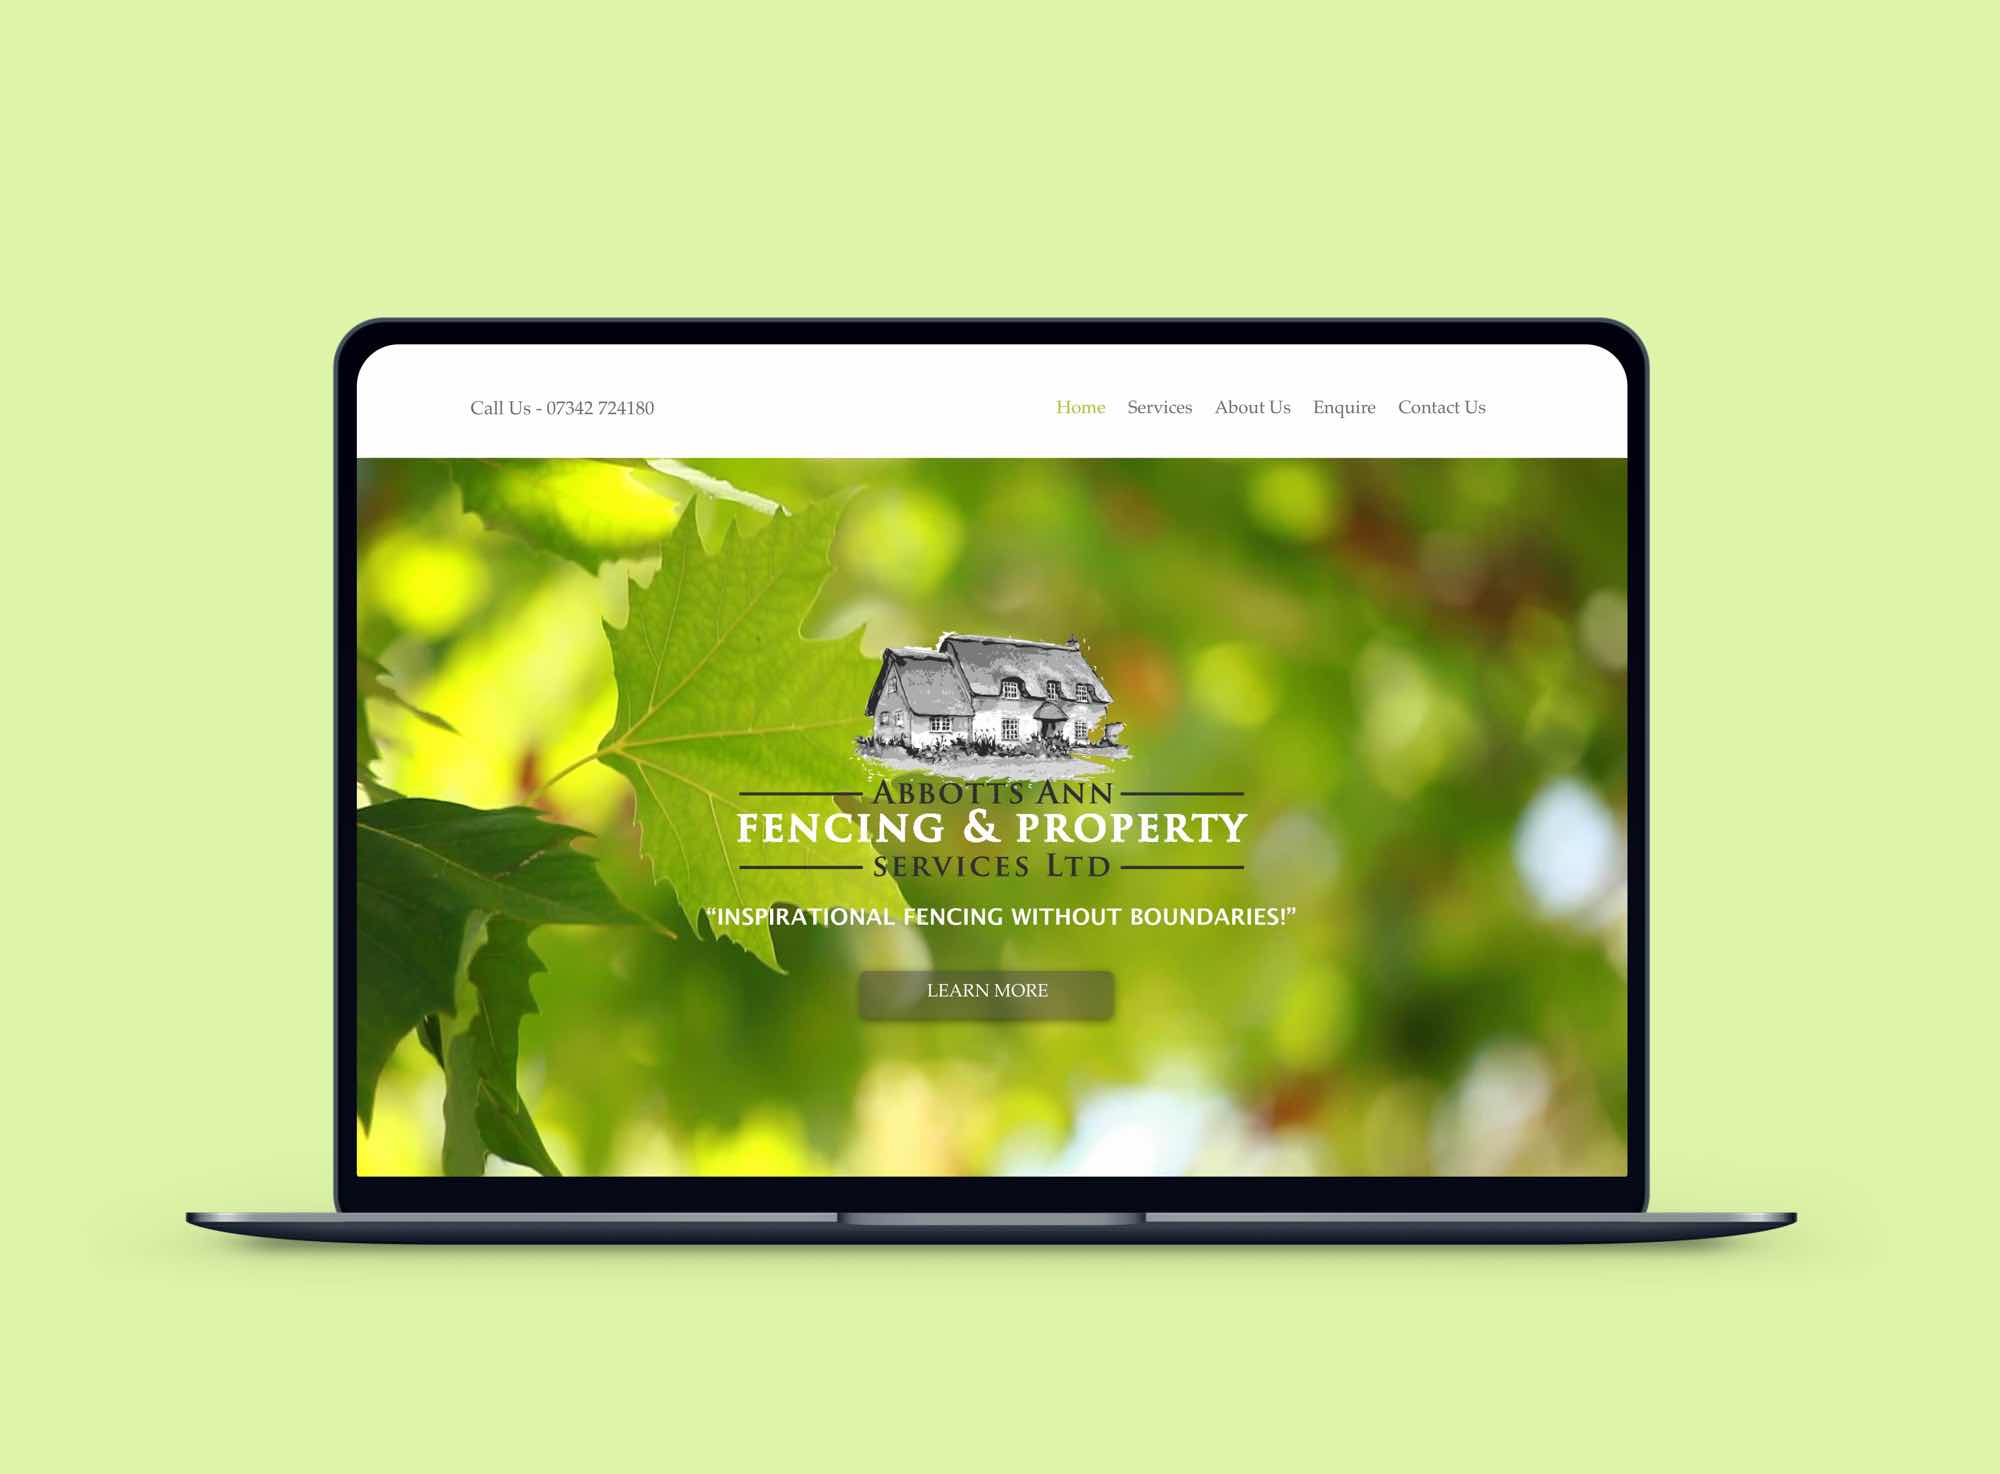 Call Us - 07342 724180
Home Services About Us Enquire Contact Us
ABBOTTS ANN
FENCING & PROPERTY
SERVICES LTD
“INSPIRATIONAL FENCING WITHOUT BOUNDARIES!”
LEARN MORE